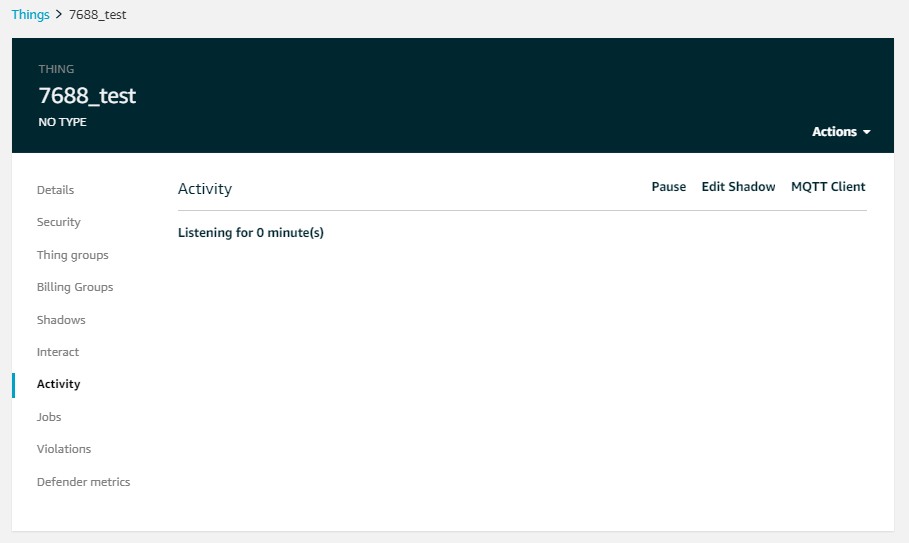 Things > 7688_test
THING
7688_test
NO TYPE
Actions
Details
Security
Thing groups
Billing Groups
Shadows
Interact
Activity
Jobs
Violations
Defender metrics
Activity
Pause Edit Shadow MQTT Client
Listening for 0 minute(s)